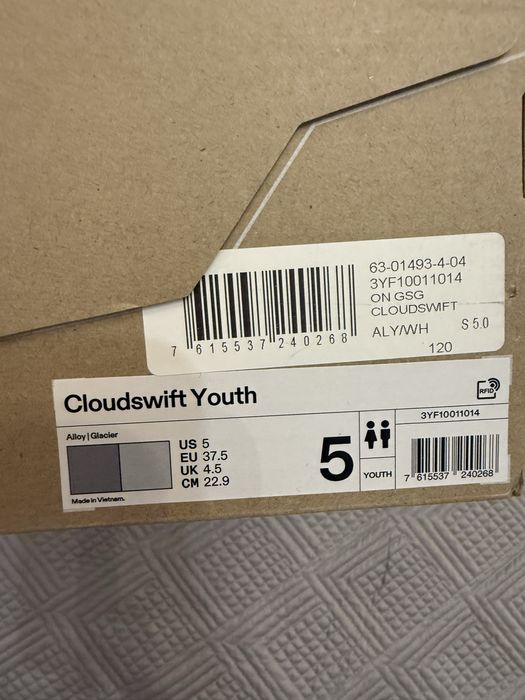 63-01493-4-04
3YF10011014
ON GSG
CLOUDSWIFT
ALY/WH S 5.0
120
7 615537 240268
Cloudswift Youth
RFID
Alloy | Glacier
US 5
EU 37.5
UK 4.5
CM 22.9
Made in Vietnam.
5
YOUTH
3YF10011014
7 615537 240268